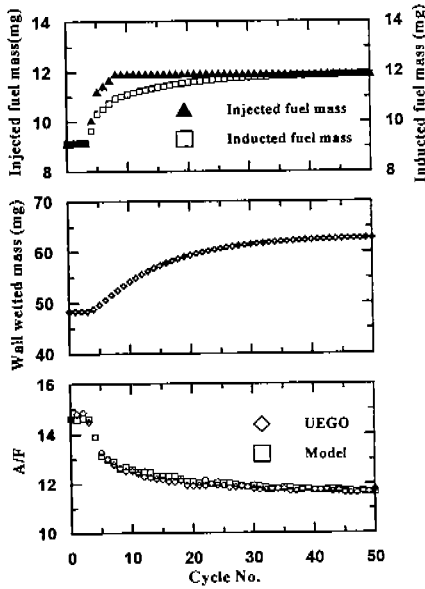 Injected fuel mass(mg)
14
12
10
8
Injected fuel mass
Inducted fuel mass
14
12
10
8
Inducted fuel mass (mg)
Wall wetted mass (mg)
70
60
50
40
A/F
16
14
12
10
UEGO
Model
0 10 20 30 40 50
Cycle No.